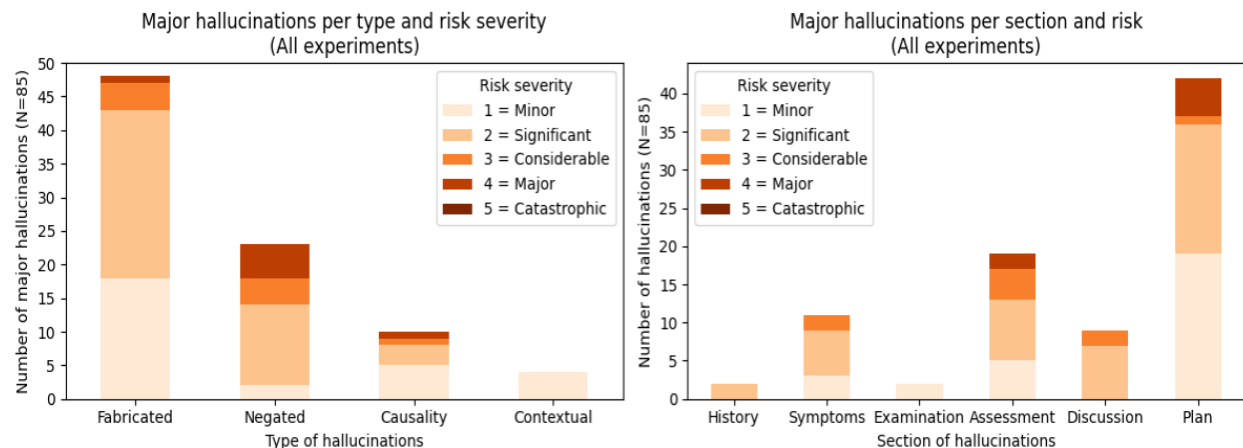 Major hallucinations per type and risk severity
(All experiments)
Number of major hallucinations (N=85)
50
45
40
35
30
25
20
15
10
5
0
Risk severity
1 = Minor
2 = Significant
3 = Considerable
4 = Major
5 = Catastrophic
Fabricated Negated Causality Contextual
Type of hallucinations
Major hallucinations per section and risk
(All experiments)
Number of hallucinations (N=85)
40
35
30
25
20
15
10
5
0
Risk severity
1 = Minor
2 = Significant
3 = Considerable
4 = Major
5 = Catastrophic
History Symptoms Examination Assessment Discussion Plan
Section of hallucinations